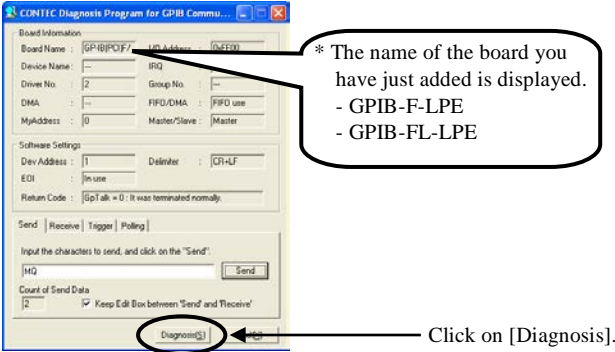 CONTEC Diagnosis Program for GPIB Commu...
Board Information
Board Name : GP-IB(PCI)F/ I/O Address : 0xFF00
Device Name : -- IRQ
Driver No. : 2 Group No. : --
DMA : -- FIFO/DMA : FIFO use
MyAddress : 0 Master/Slave : Master
Software Settings
Dev Address : 1 Delimiter : CR+LF
EOI : In use
Return Code : GpTalk = 0 : It was terminated normally.
Send Receive Trigger Polling
Input the characters to send, and click on the "Send".
MQ Send
Count of Send Data
2 Keep Edit Box between 'Send' and 'Receive'
Diagnosis(S)
* The name of the board you
have just added is displayed.
- GPIB-F-LPE
- GPIB-FL-LPE
Click on [Diagnosis].